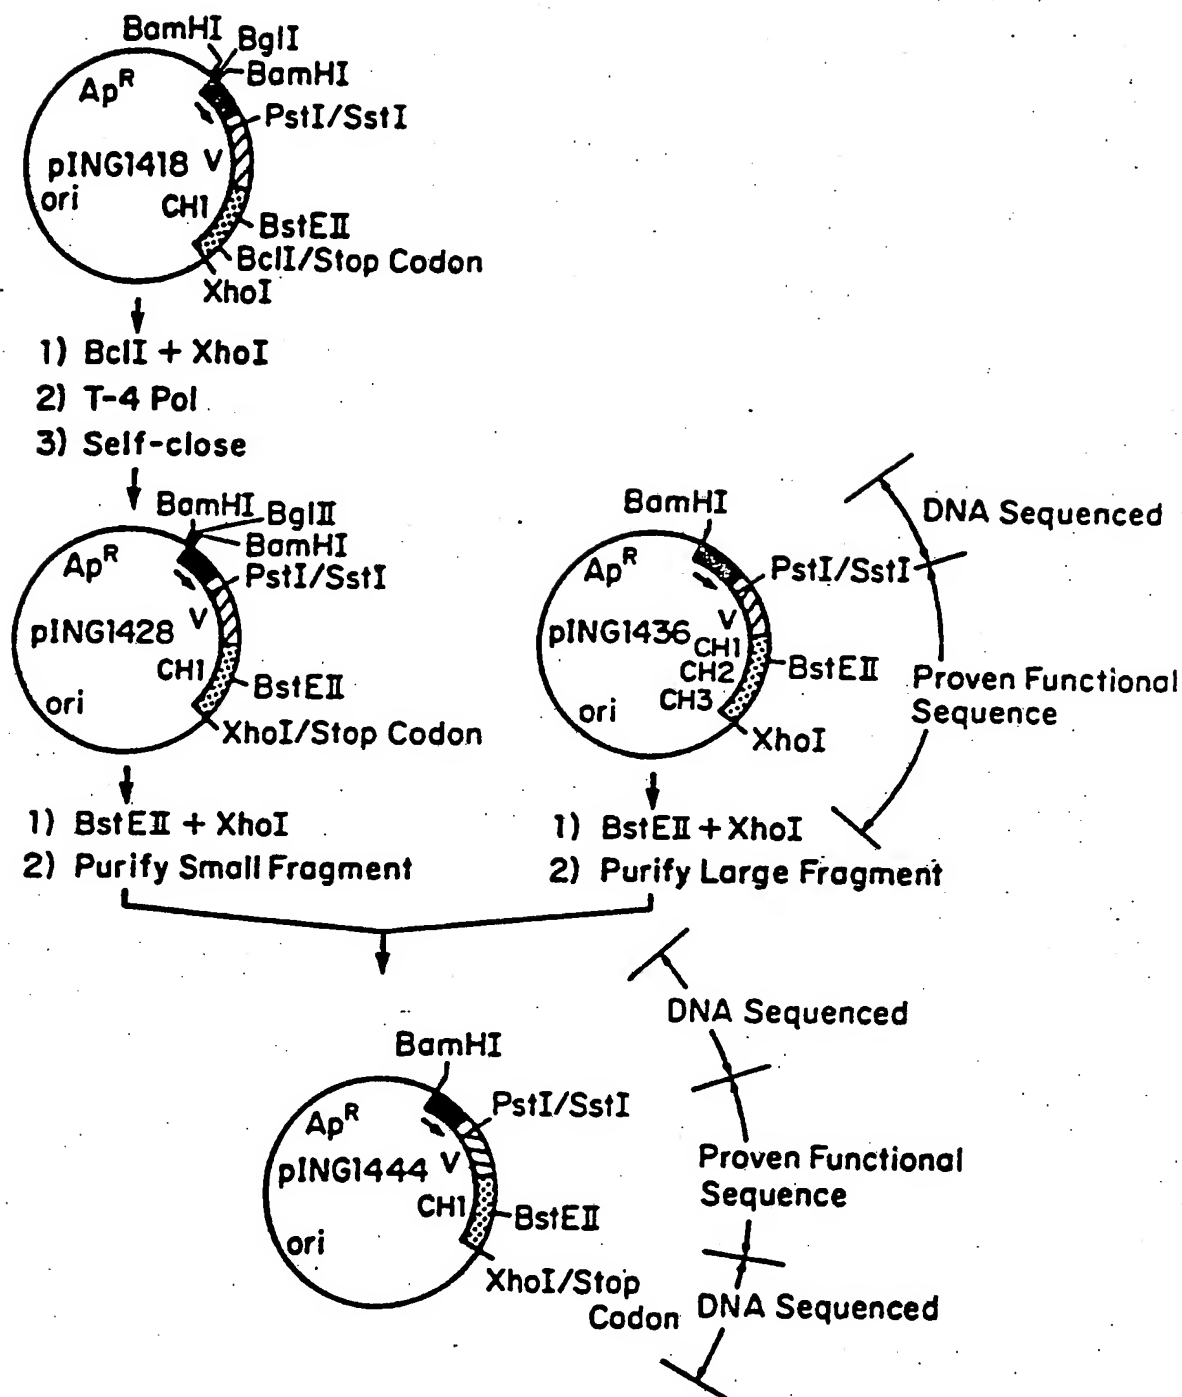 BamHI
BglI
BamHI
Ap^R
PstI/SstI
pING1418
V
ori
CH1
BstEII
BclI/Stop Codon
XhoI
1) BclI + XhoI
2) T-4 Pol
3) Self-close
BamHI
BglII
BamHI
Ap^R
PstI/SstI
V
pING1428
CH1
BstEII
ori
XhoI/Stop Codon
1) BstEII + XhoI
2) Purify Small Fragment
BamHI
Ap^R
PstI/SstI
V
pING1436
CH1
CH2
BstEII
CH3
ori
XhoI
DNA Sequenced
Proven Functional
Sequence
1) BstEII + XhoI
2) Purify Large Fragment
BamHI
Ap^R
PstI/SstI
pING1444
V
CH1
BstEII
ori
XhoI/Stop
Codon
DNA Sequenced
Proven Functional
Sequence
DNA Sequenced